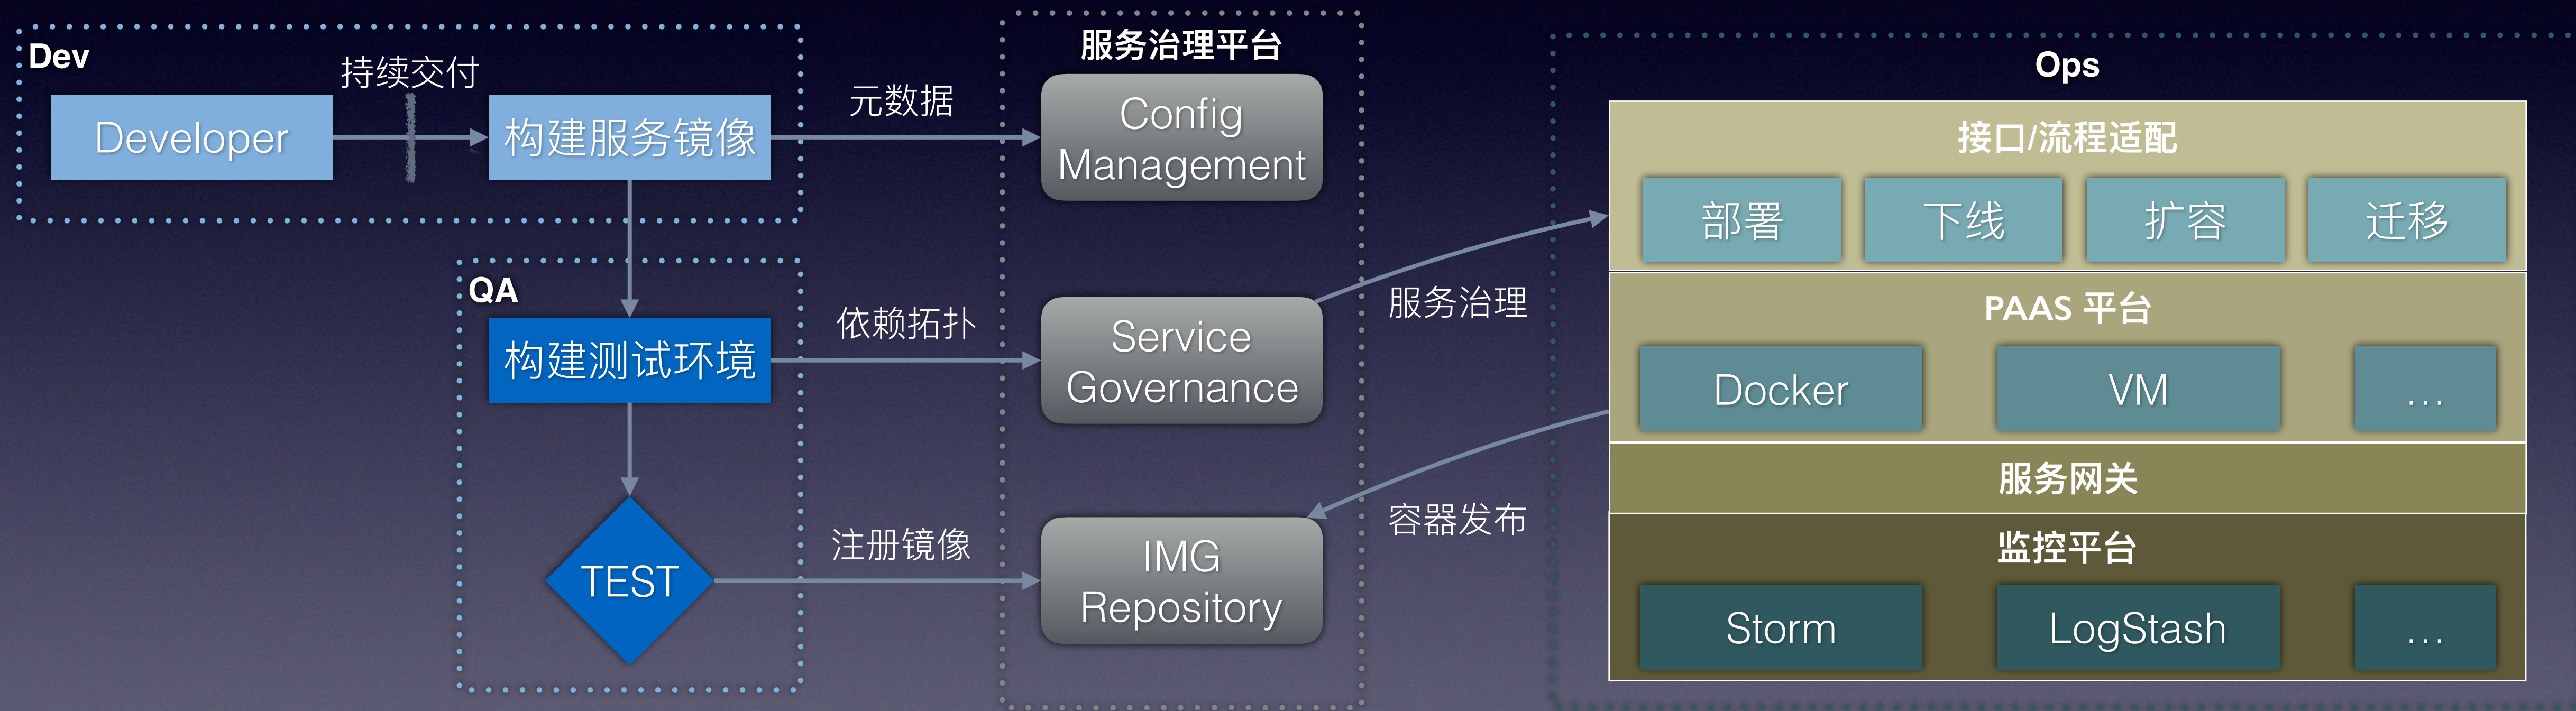 Dev
持续交付
Developer
构建服务镜像
元数据
QA
构建测试环境
依赖拓扑
TEST
注册镜像
服务治理平台
Config
Management
Service
Governance
IMG
Repository
服务治理
容器发布
Ops
接口/流程适配
部署
下线
扩容
迁移
PAAS 平台
Docker
VM
...
服务网关
监控平台
Storm
LogStash
...